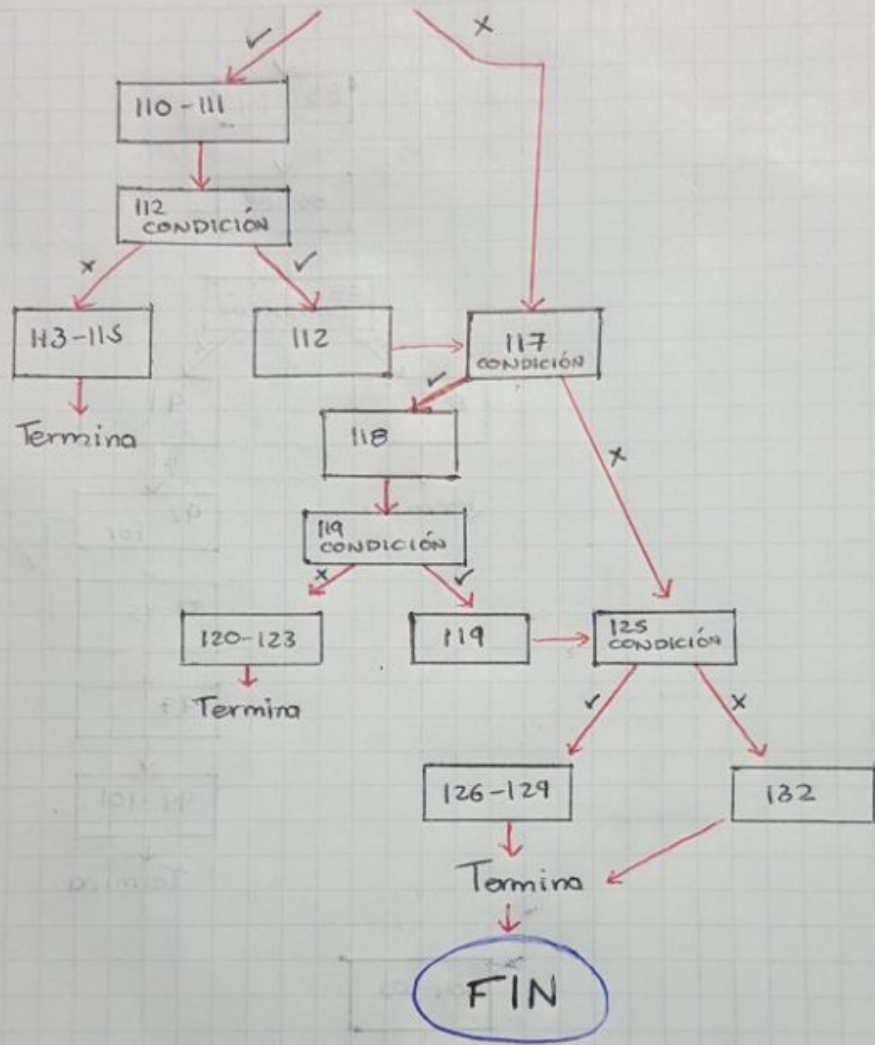 ✓
x
110-111
112
CONDICIÓN
x
✓
113-115
112
117
CONDICIÓN
Termina
✓
118
x
119
CONDICIÓN
x
✓
120-123
119
125
CONDICIÓN
Termina
✓
x
126-129
132
Termina
FIN